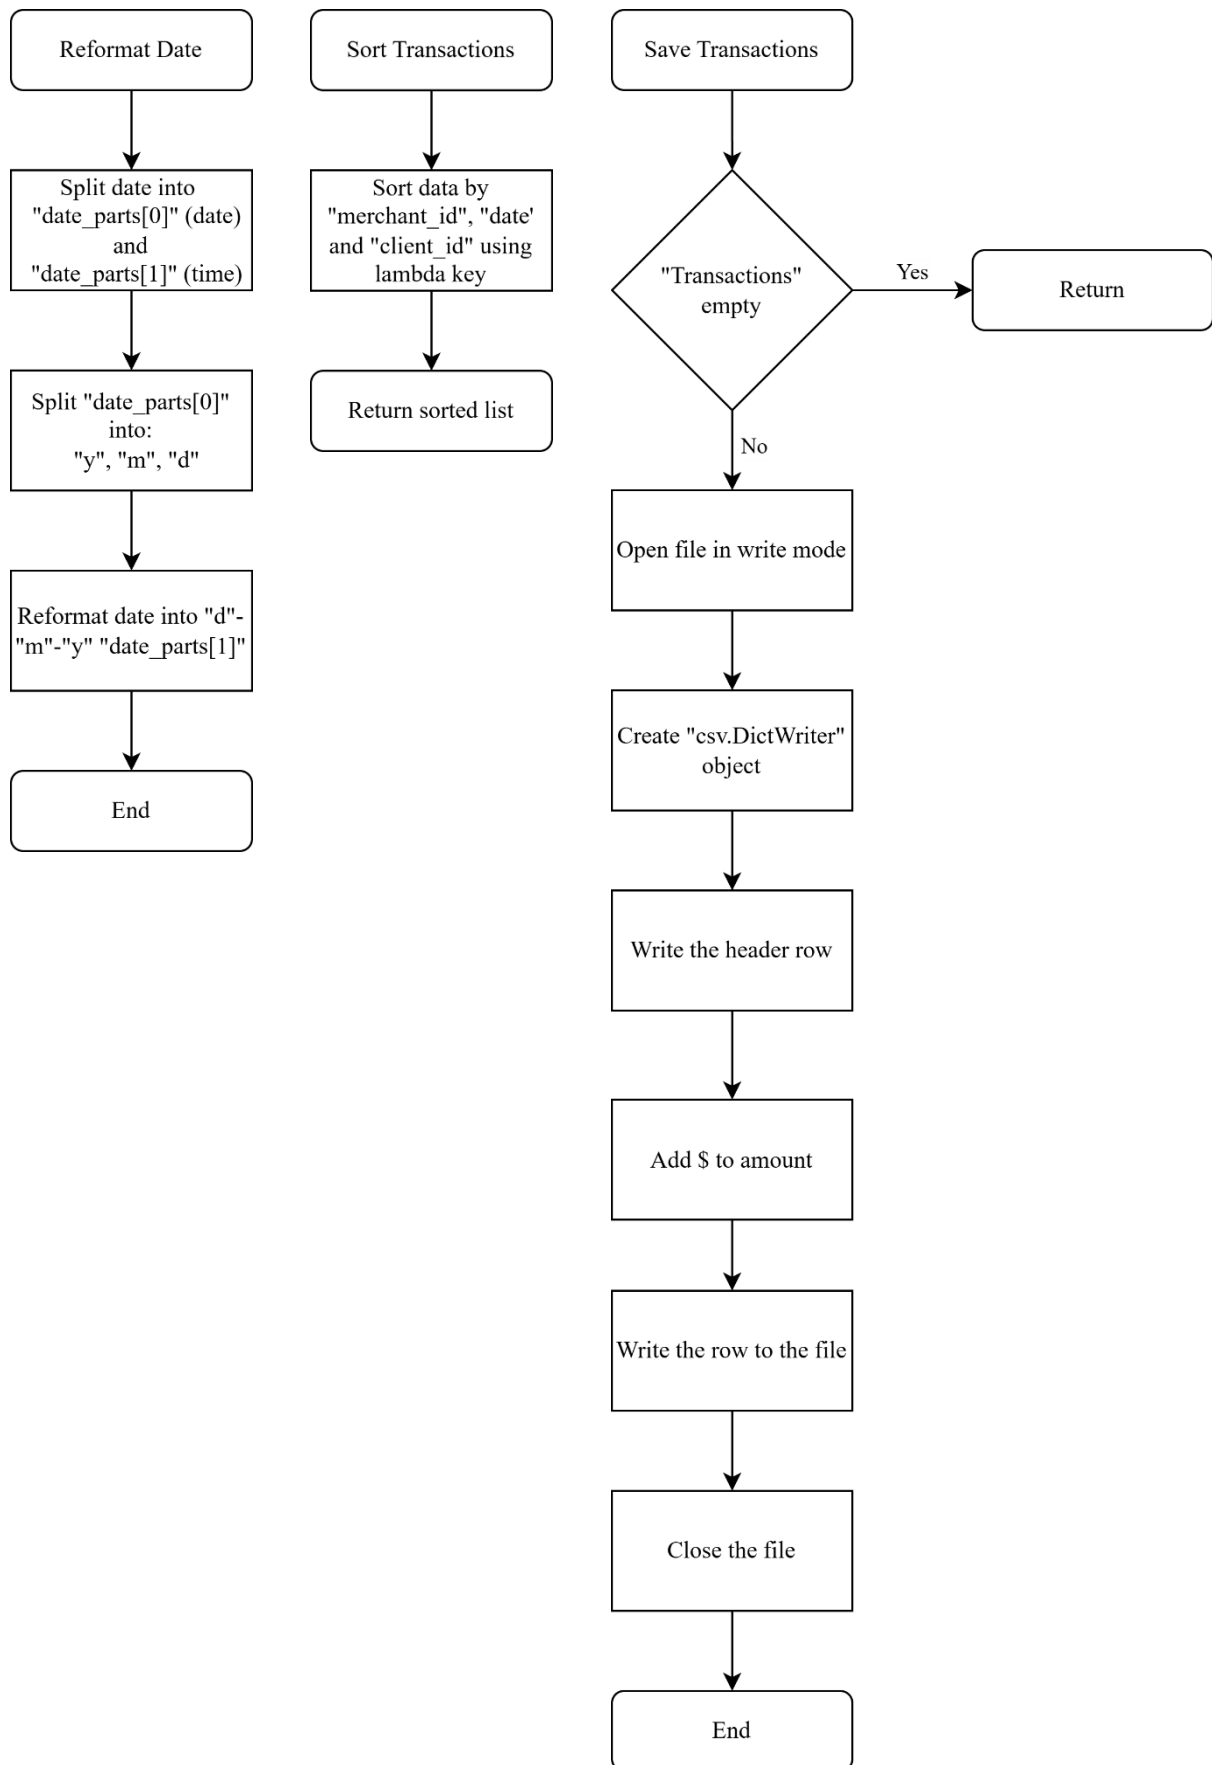 Reformat Date
Split date into
"date_parts[0]" (date)
and
"date_parts[1]" (time)
Split "date_parts[0]"
into:
"y", "m", "d"
Reformat date into "d"-
"m"-"y" "date_parts[1]"
End
Sort Transactions
Sort data by
"merchant_id", "date'
and "client_id" using
lambda key
Return sorted list
Save Transactions
"Transactions"
empty
Yes
Return
No
Open file in write mode
Create "csv.DictWriter"
object
Write the header row
Add $ to amount
Write the row to the file
Close the file
End